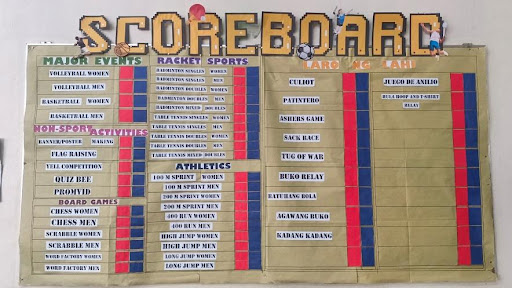 SCOREBOARD
MAJOR EVENTS
VOLLEYBALL WOMEN
VOLLEYBALL MEN
BASKETBALL WOMEN
BASKETBALL MEN
NON-SPORT ACTIVITIES
BANNER/POSTER MAKING
FLAG RAISING
YELL COMPETITION
QUIZ BEE
PROMVID
BOARD GAMES
CHESS WOMEN
CHESS MEN
SCRABBLE WOMEN
SCRABBLE MEN
WORD FACTORY WOMEN
WORD FACTORY MEN
RACKET SPORTS
BADMINTON SINGLES WOMEN
BADMINTON SINGLES MEN
BADMINTON DOUBLES WOMEN
BADMINTON DOUBLES MEN
BADMINTON MIXED DOUBLES
TABLE TENNIS SINGLES WOMEN
TABLE TENNIS SINGLES MEN
TABLE TENNIS DOUBLES WOMEN
TABLE TENNIS DOUBLES MEN
TABLE TENNIS MIXED DOUBLES
ATHLETICS
100 M SPRINT WOMEN
100 M SPRINT MEN
200 M SPRINT WOMEN
200 M SPRINT MEN
400 RUN WOMEN
400 RUN MEN
HIGH JUMP WOMEN
HIGH JUMP MEN
LONG JUMP WOMEN
LONG JUMP MEN
LARO NG LAHI
CULIOT
PATINTERO
ASHERS GAME
SACK RACE
TUG OF WAR
BUKO RELAY
BATUHANG BOLA
AGAWANG BUKO
KADANG KADANG
JUEGO DE ANILIO
HULA HOOP AND T-SHIRT
RELAY